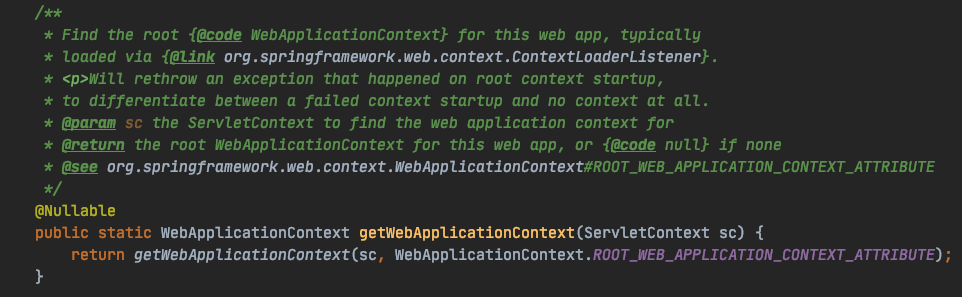 /**
 * Find the root {@code WebApplicationContext} for this web app, typically
 * loaded via {@link org.springframework.web.context.ContextLoaderListener}.
 * <p>Will rethrow an exception that happened on root context startup,
 * to differentiate between a failed context startup and no context at all.
 * @param sc the ServletContext to find the web application context for
 * @return the root WebApplicationContext for this web app, or {@code null} if none
 * @see org.springframework.web.context.WebApplicationContext#ROOT_WEB_APPLICATION_CONTEXT_ATTRIBUTE
 */
@Nullable
public static WebApplicationContext getWebApplicationContext(ServletContext sc) {
    return getWebApplicationContext(sc, WebApplicationContext.ROOT_WEB_APPLICATION_CONTEXT_ATTRIBUTE);
}